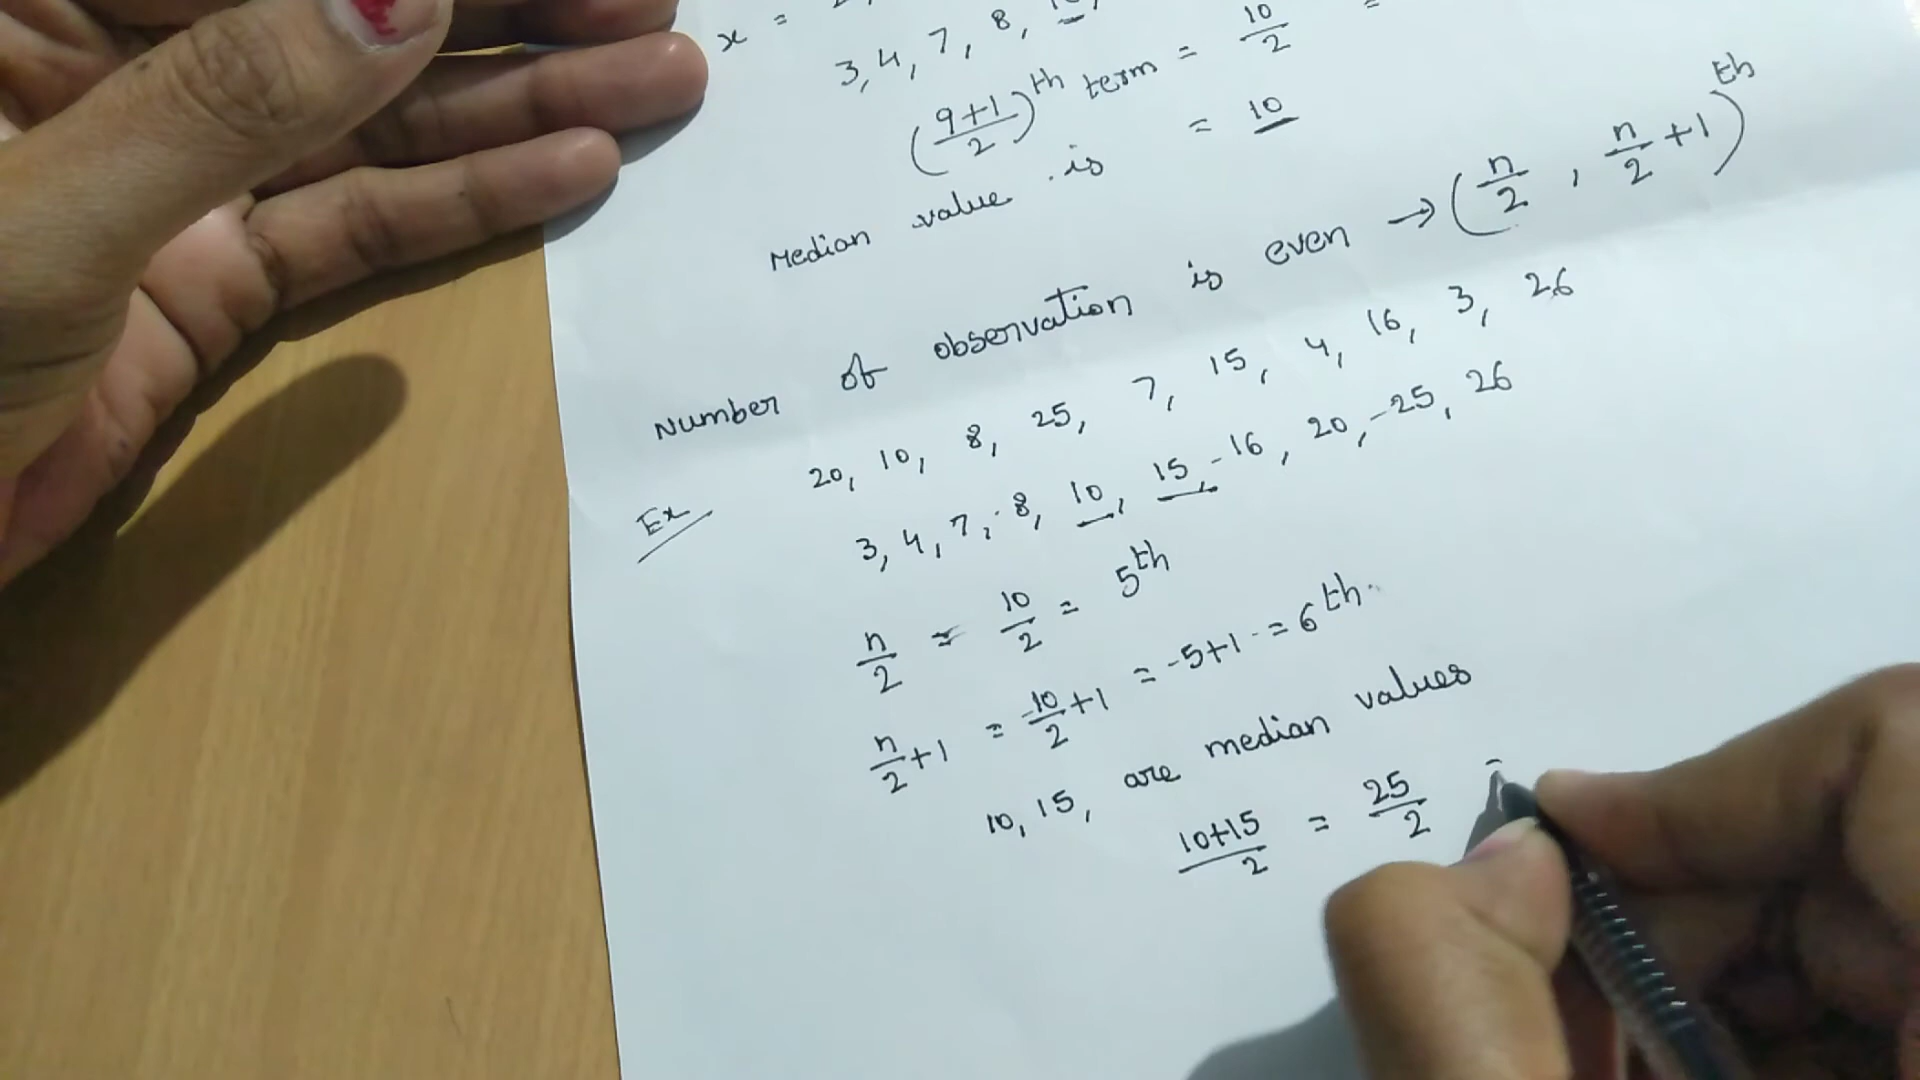 x =
3, 4, 7, 8,
(9+1/2)th term = 10/2 =
Median value is = 10
Number of observation is even → (n/2 , n/2 +1)th
Ex 20, 10, 8, 25, 7, 15, 4, 16, 3, 26
3, 4, 7, 8, 10, 15, 16, 20, 25, 26
n/2 = 10/2 = 5th
n/2 +1 = 10/2 +1 = 5+1 = 6th
10, 15, are median values
10+15/2 = 25/2 =